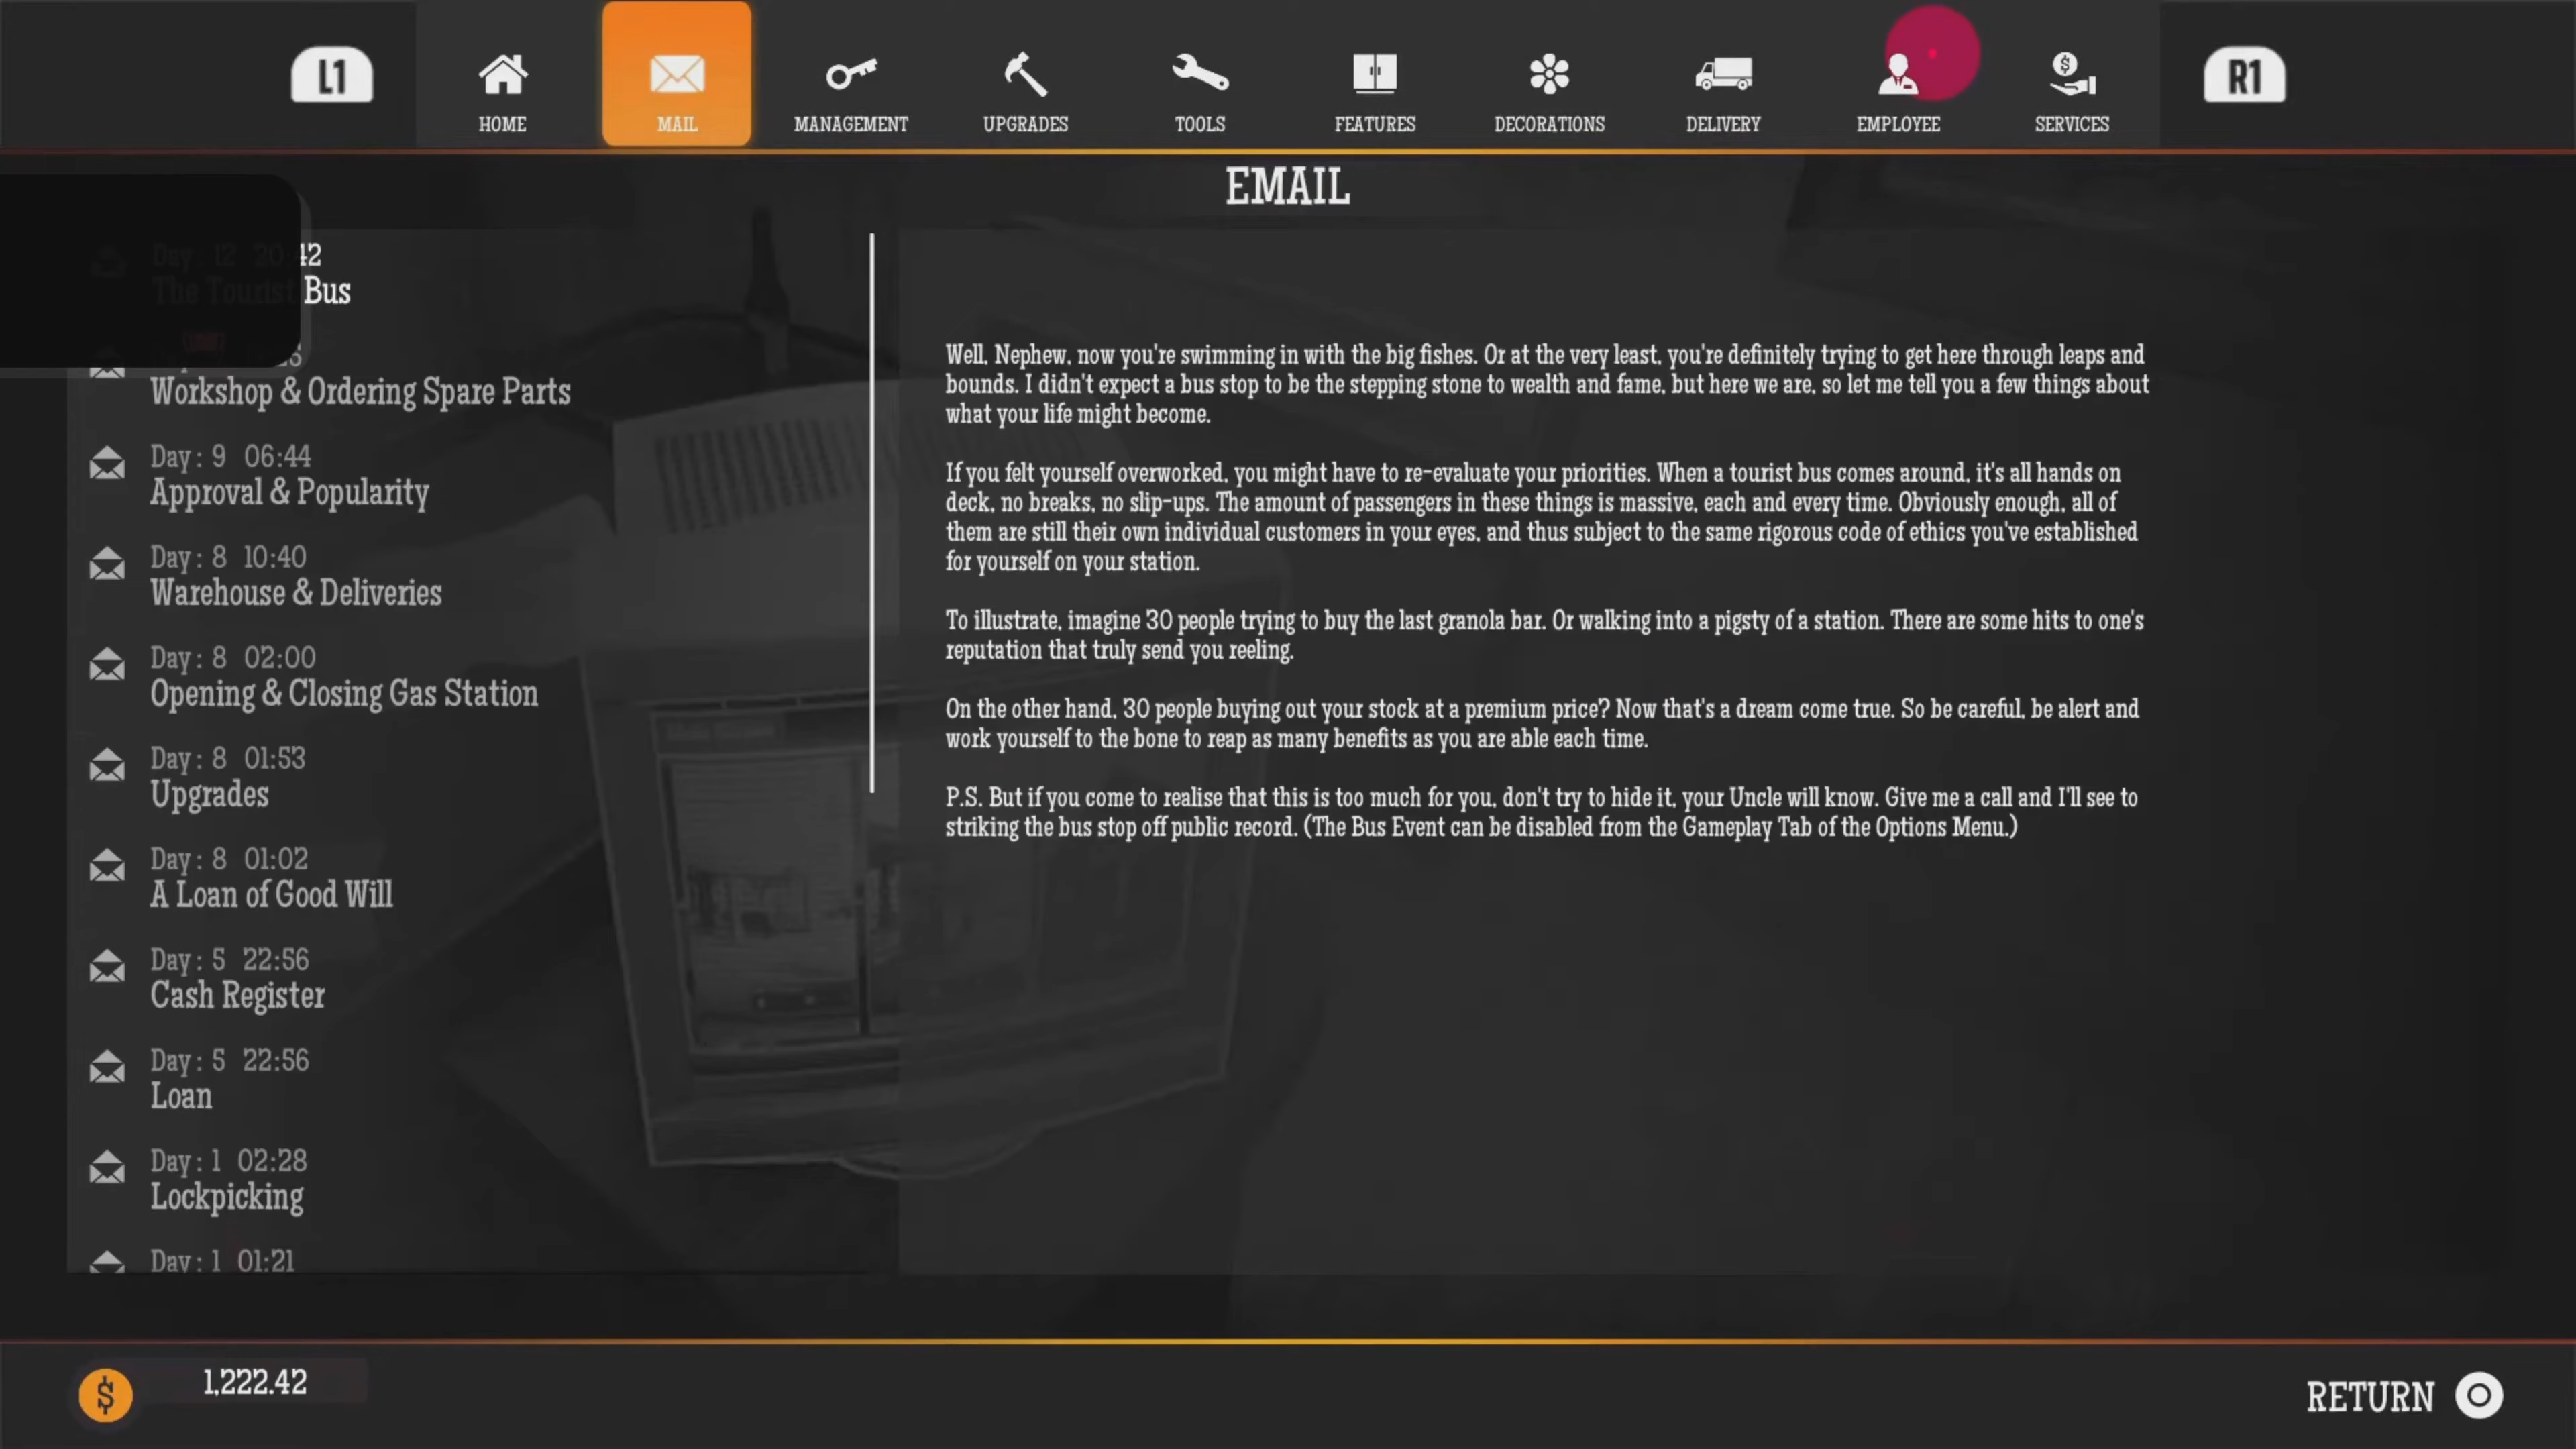 L1
HOME
MAIL
MANAGEMENT
UPGRADES
TOOLS
FEATURES
DECORATIONS
DELIVERY
EMPLOYEE
SERVICES
R1
EMAIL
Day : 12 20:42
The Tourist Bus
Workshop & Ordering Spare Parts
Day : 9 06:44
Approval & Popularity
Day : 8 10:40
Warehouse & Deliveries
Day : 8 02:00
Opening & Closing Gas Station
Day : 8 01:53
Upgrades
Day : 8 01:02
A Loan of Good Will
Day : 5 22:56
Cash Register
Day : 5 22:56
Loan
Day : 1 02:28
Lockpicking
Day : 1 01:21
Well, Nephew, now you're swimming in with the big fishes. Or at the very least, you're definitely trying to get here through leaps and
bounds. I didn't expect a bus stop to be the stepping stone to wealth and fame, but here we are, so let me tell you a few things about
what your life might become.
If you felt yourself overworked, you might have to re-evaluate your priorities. When a tourist bus comes around, it's all hands on
deck, no breaks, no slip-ups. The amount of passengers in these things is massive, each and every time. Obviously enough, all of
them are still their own individual customers in your eyes, and thus subject to the same rigorous code of ethics you've established
for yourself on your station.
To illustrate, imagine 30 people trying to buy the last granola bar. Or walking into a pigsty of a station. There are some hits to one's
reputation that truly send you reeling.
On the other hand, 30 people buying out your stock at a premium price? Now that's a dream come true. So be careful, be alert and
work yourself to the bone to reap as many benefits as you are able each time.
P.S. But if you come to realise that this is too much for you, don't try to hide it, your Uncle will know. Give me a call and I'll see to
striking the bus stop off public record. (The Bus Event can be disabled from the Gameplay Tab of the Options Menu.)
$ 1,222.42
RETURN